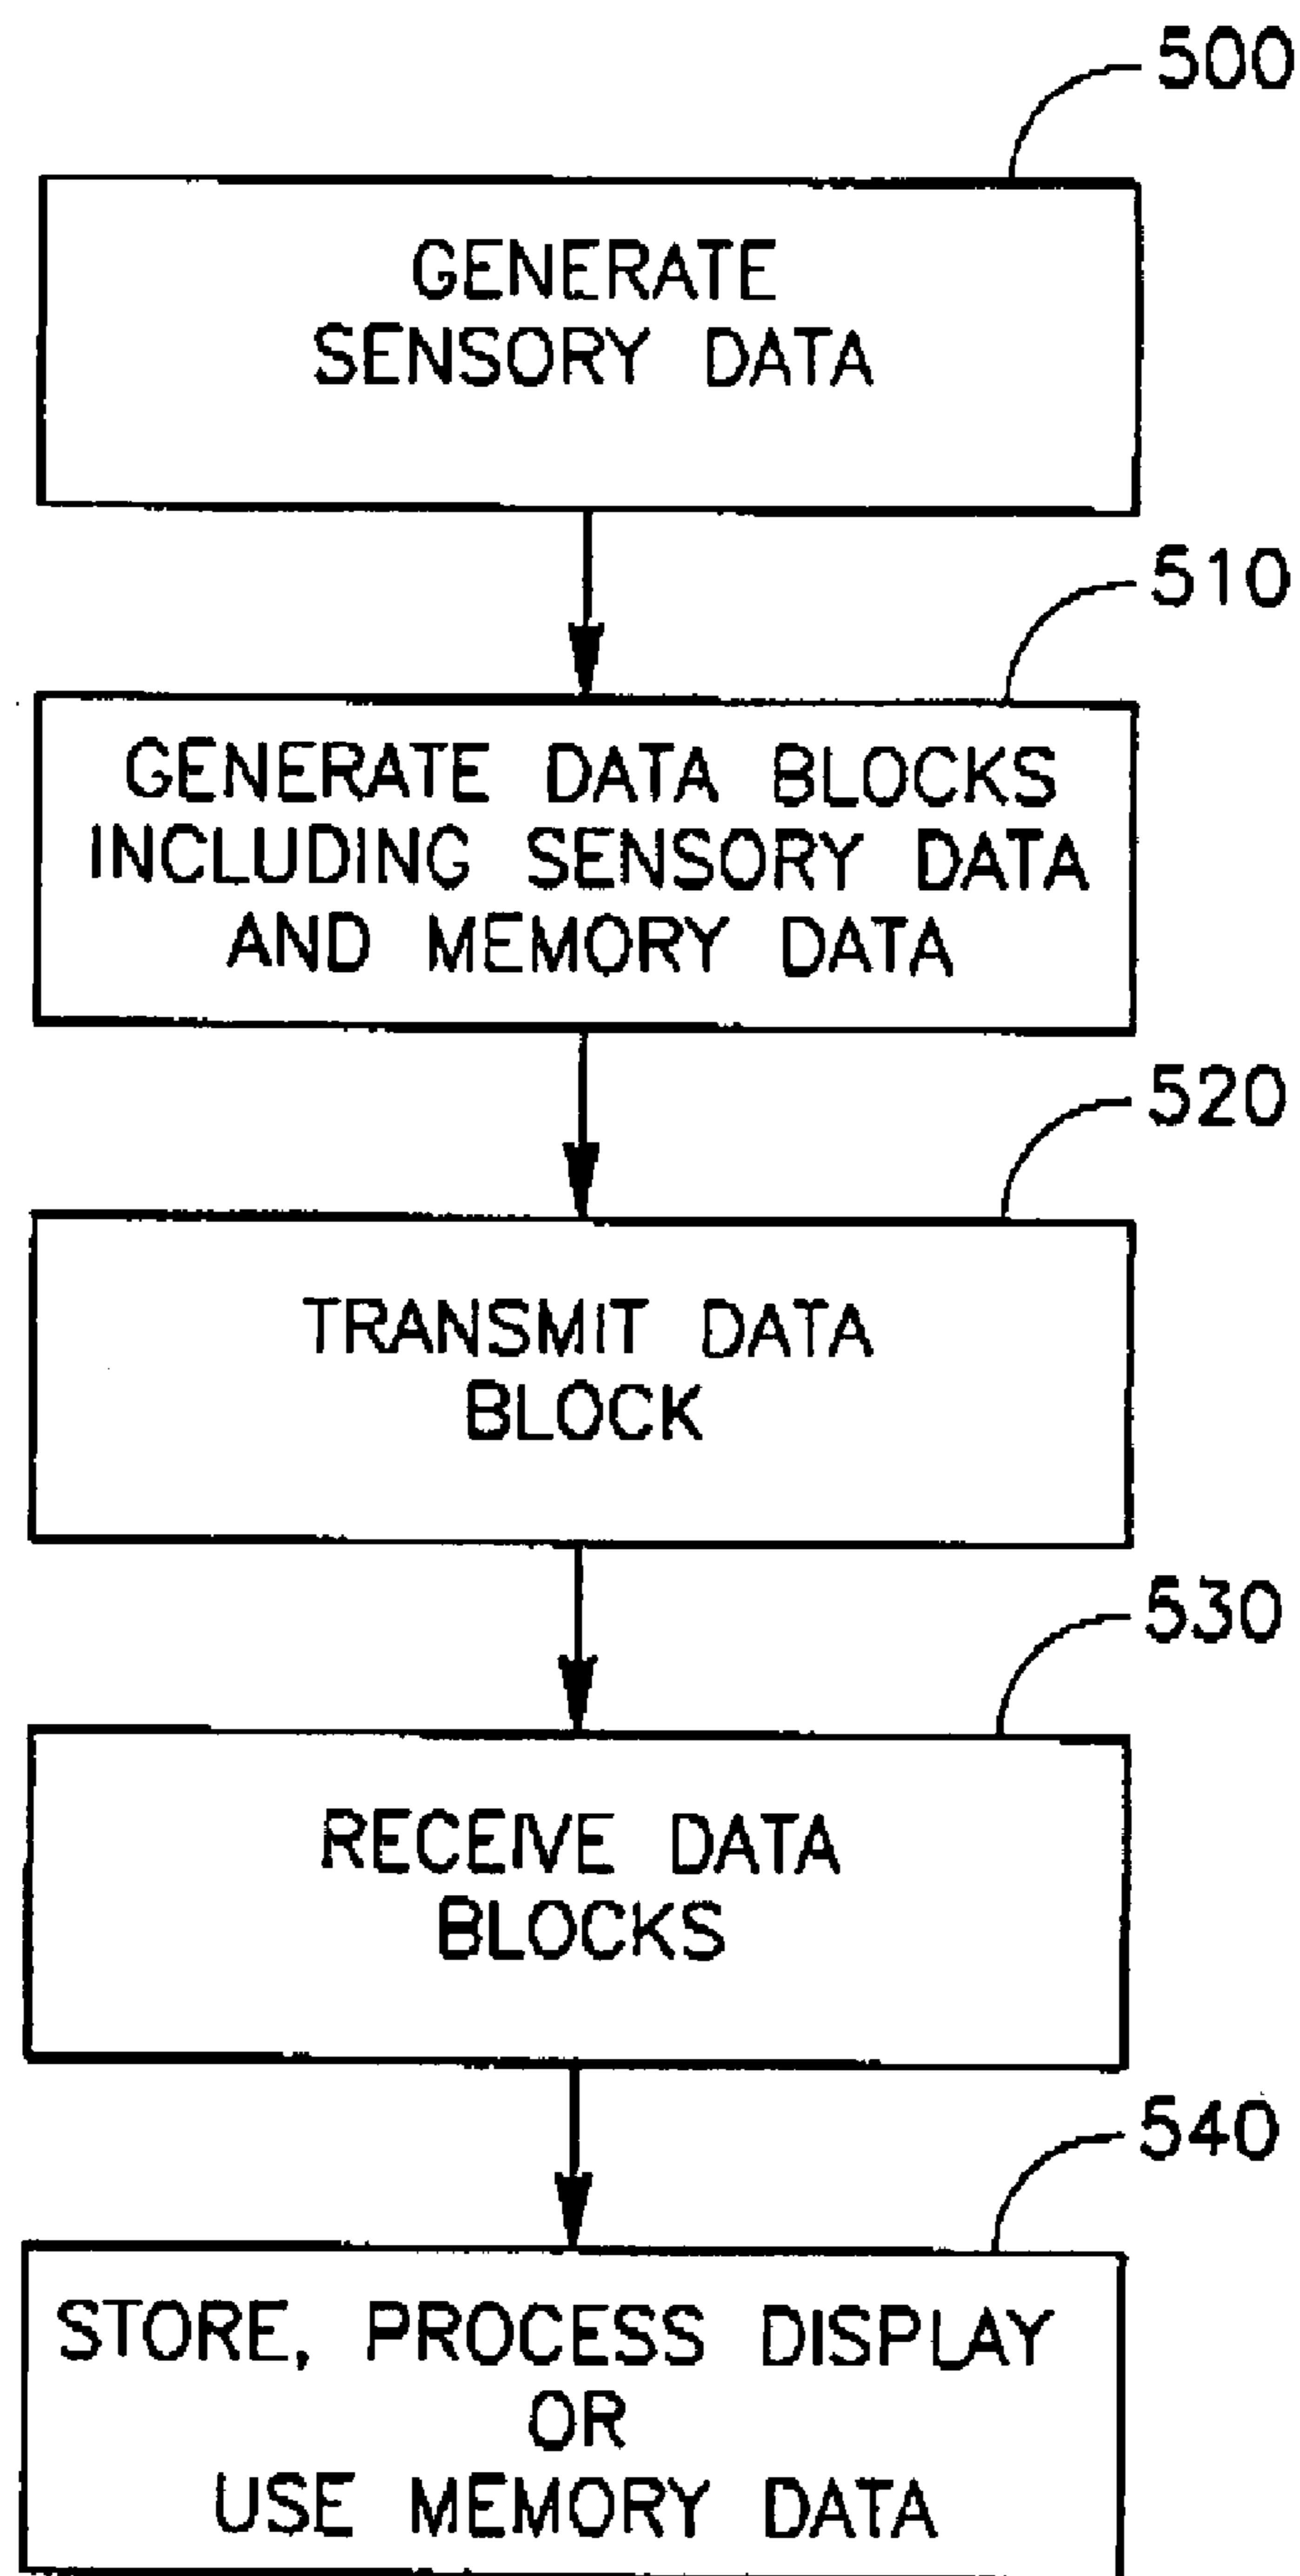 500
GENERATE
SENSORY DATA
510
GENERATE DATA BLOCKS
INCLUDING SENSORY DATA
AND MEMORY DATA
520
TRANSMIT DATA
BLOCK
530
RECEIVE DATA
BLOCKS
540
STORE, PROCESS DISPLAY
OR
USE MEMORY DATA